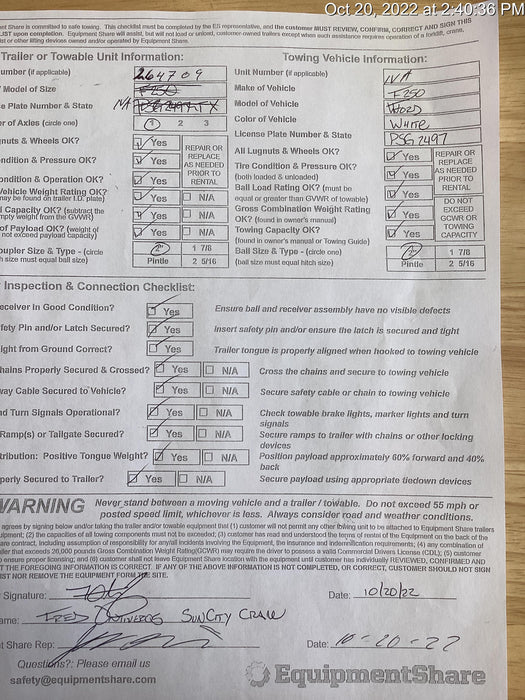 Oct 20, 2022 at 2:40:36 PM
nt Share is committed to safe towing. This checklist must be completed by the ES representative, and the customer MUST REVIEW, CONFIRM, CORRECT AND SIGN THIS
LIST upon completion. Equipment Share will assist, but will not load or unload, customer-owned trailers except when such assistance requires operation of a forklift, crane,
ist or other lifting devices owned and/or operated by Equipment Share.
Trailer or Towable Unit Information:
Towing Vehicle Information:
umber (if applicable) 264709
Unit Number (if applicable) N/A
Model of Size F250
Make of Vehicle F250
e Plate Number & State NA
Model of Vehicle
er of Axles (circle one) 1 2 3
Color of Vehicle White
License Plate Number & State PSG 2497
gnuts & Wheels OK? Yes
All Lugnuts & Wheels OK? Yes
ndition & Pressure OK? Yes
Tire Condition & Pressure OK? Yes
(both loaded & unloaded)
ondition & Operation OK? Yes
REPAIR OR REPLACE AS NEEDED PRIOR TO RENTAL
REPAIR OR REPLACE AS NEEDED PRIOR TO RENTAL
Vehicle Weight Rating OK? Yes N/A
may be found on trailer I.D. plate)
Ball Load Rating OK? (must be Yes
equal or greater than GVWR of towable)
l Capacity OK? (subtract the Yes N/A
mpty weight from the GVWR)
Gross Combination Weight Rating Yes
OK? (found in owner's manual)
of Payload OK? (weight of Yes N/A
not exceed payload capacity)
Towing Capacity OK? Yes
(found in owner's manual or Towing Guide)
DO NOT EXCEED GCWR OR TOWING CAPACITY
oupler Size & Type - (circle 2" 1 7/8
h size must equal ball size) Pintle 2 5/16
Ball Size & Type - (circle one) 2" 1 7/8
(ball size must equal hitch size) Pintle 2 5/16
Inspection & Connection Checklist:
eceiver in Good Condition? Yes Ensure ball and receiver assembly have no visible defects
fety Pin and/or Latch Secured? Yes Insert safety pin and/or ensure the latch is secured and tight
ight from Ground Correct? Yes Trailer tongue is properly aligned when hooked to towing vehicle
hains Properly Secured & Crossed? Yes N/A Cross the chains and secure to towing vehicle
way Cable Secured to Vehicle? Yes N/A Secure safety cable or chain to towing vehicle
nd Turn Signals Operational? Yes N/A Check towable brake lights, marker lights and turn
signals
Ramp(s) or Tailgate Secured? Yes N/A Secure ramps to trailer with chains or other locking
devices
tribution: Positive Tongue Weight? Yes N/A Position payload approximately 60% forward and 40%
back
perly Secured to Trailer? Yes N/A Secure payload using appropriate tiedown devices
WARNING Never stand between a moving vehicle and a trailer / towable. Do not exceed 55 mph or
posted speed limit, whichever is less. Always consider road and weather conditions.
agrees by signing below and/or taking the trailer and/or towable equipment that (1) customer will not permit any other towing unit to be attached to Equipment Share trailers
uipment; (2) the capacities of all towing components must not be exceeded; (3) customer has read and understood the terms of rental of the Equipment on the back of the
are contract, including assumption of responsibility for any/all incidents involving the Equipment, the insurance and indemnification requirements; (4) any combination of
iler that exceeds 26,000 pounds Gross Combination Weight Rating(GCWR) may require the driver to possess a valid Commercial Drivers License (CDL); (5) customer
o ensure proper licensing; and (6) customer shall not leave Equipment Share location with the equipment until customer has individually REVIEWED, CONFIRMED AND
T THE FOREGOING INFORMATION IS CORRECT. IF ANY OF THE ABOVE INFORMATION IS NOT COMPLETED, OR CORRECT, CUSTOMER SHOULD NOT SIGN
IST NOR REMOVE THE EQUIPMENT FORM THE SITE.
Signature: Date: 10/20/22
ame: Fred Ontiveros SunCity Crane
t Share Rep: Date: 10-20-22
Questions?: Please email us
safety@equipmentshare.com
EquipmentShare